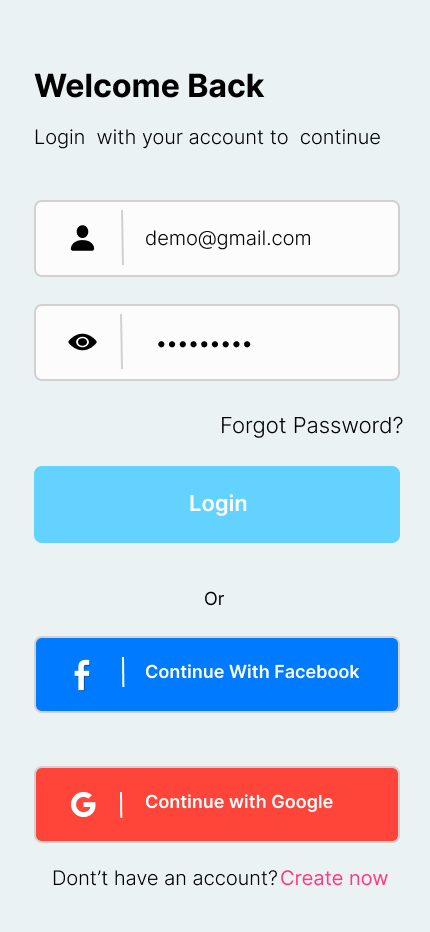 Welcome Back
Login with your account to continue
demo@gmail.com
•••••••••
Forgot Password?
Login
Or
Continue With Facebook
Continue with Google
Dont’t have an account? Create now